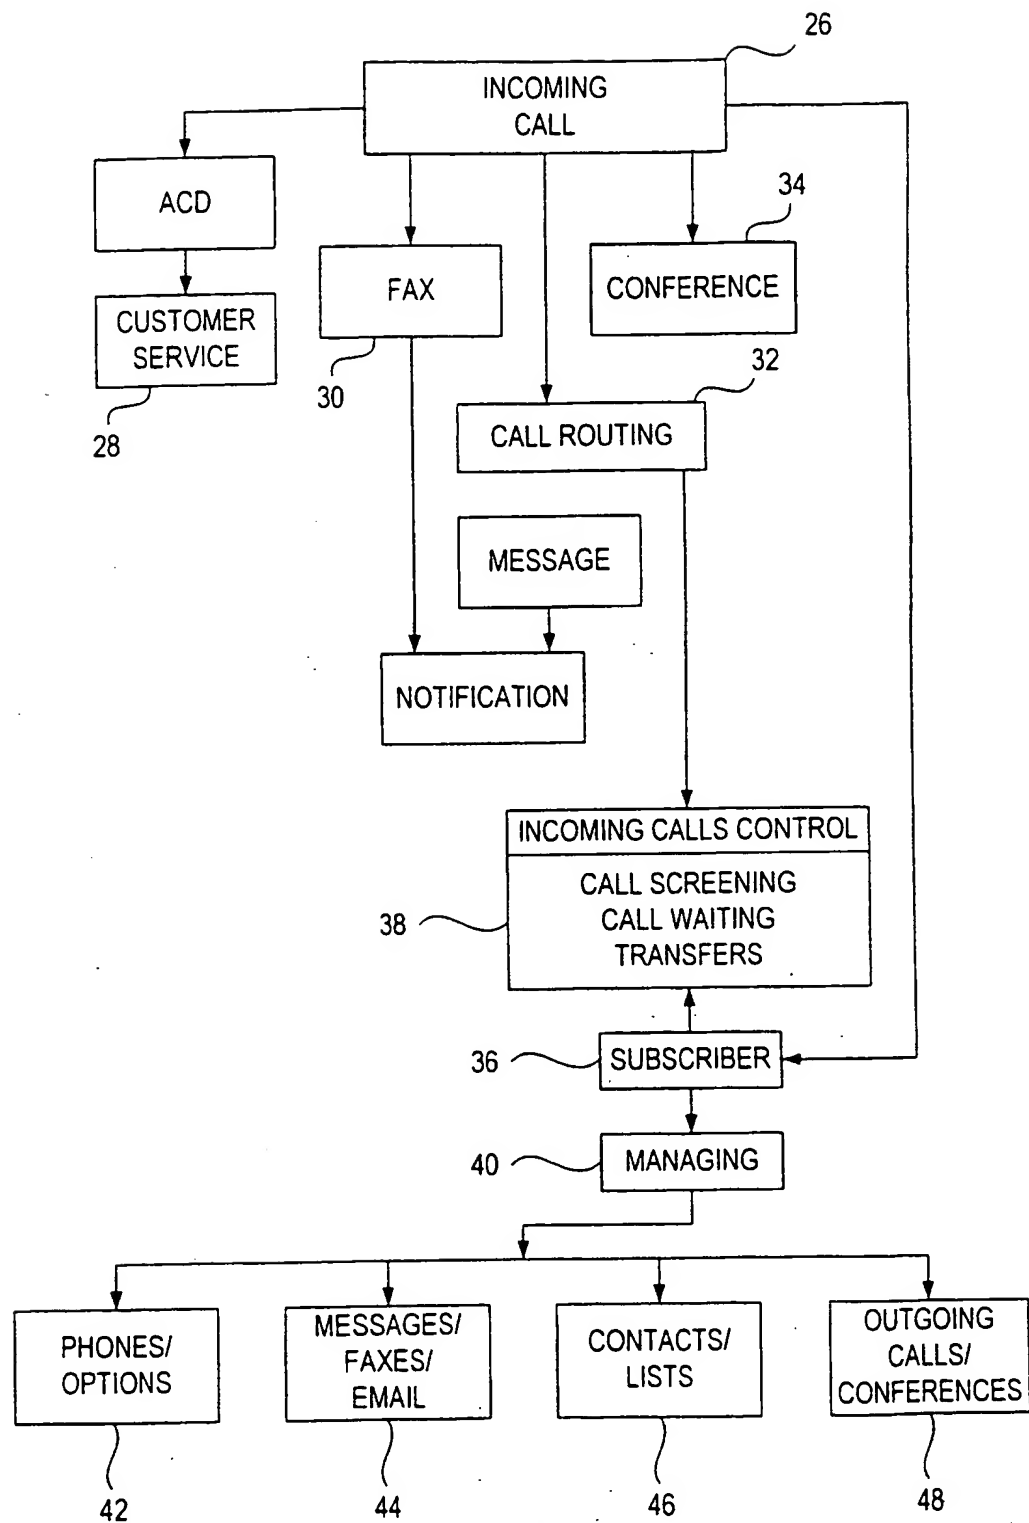 26
INCOMING
CALL
ACD
34
FAX
CONFERENCE
CUSTOMER
SERVICE
30
32
28
CALL ROUTING
MESSAGE
NOTIFICATION
INCOMING CALLS CONTROL
38
CALL SCREENING
CALL WAITING
TRANSFERS
36
SUBSCRIBER
40
MANAGING
PHONES/
OPTIONS
MESSAGES/
FAXES/
EMAIL
CONTACTS/
LISTS
OUTGOING
CALLS/
CONFERENCES
42
44
46
48